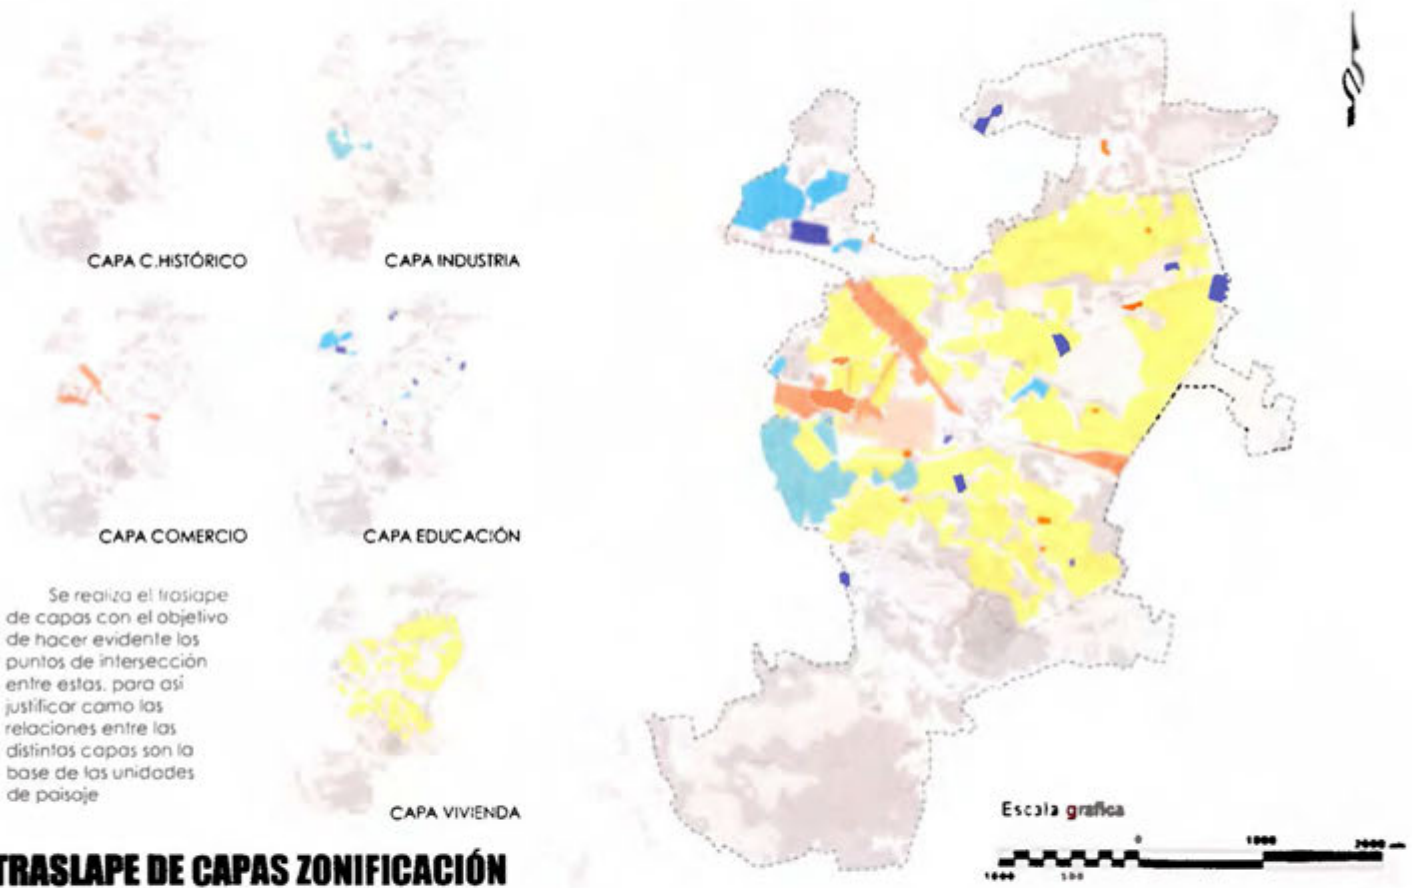 CAPA C.HISTÓRICO
CAPA INDUSTRIA
CAPA COMERCIO
CAPA EDUCACIÓN
Se realiza el traslape
de capas con el objetivo
de hacer evidente los
puntos de intersección
entre estas, para así
justificar como las
relaciones entre las
distintas capas son la
base de las unidades
de paisaje
CAPA VIVIENDA
TRASLAPE DE CAPAS ZONIFICACIÓN
Escala grafica
0 1000 2000 m
1000 500